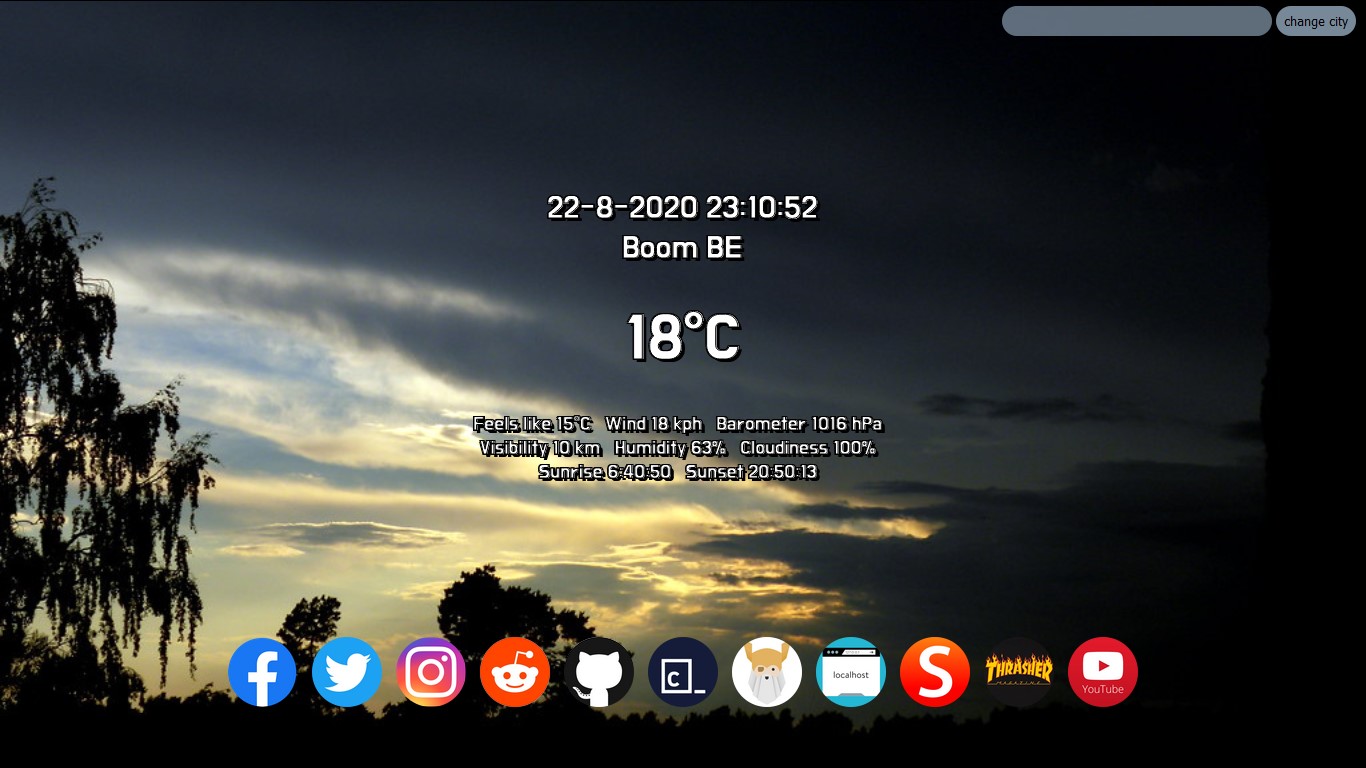 change city
22-8-2020 23:10:52
Boom BE
18°C
Feels like 15°C Wind 18 kph Barometer 1016 hPa
Visibility 10 km Humidity 63% Cloudiness 100%
Sunrise 6:40:50 Sunset 20:50:13
localhost
THRASHER
MAGAZINE
YouTube